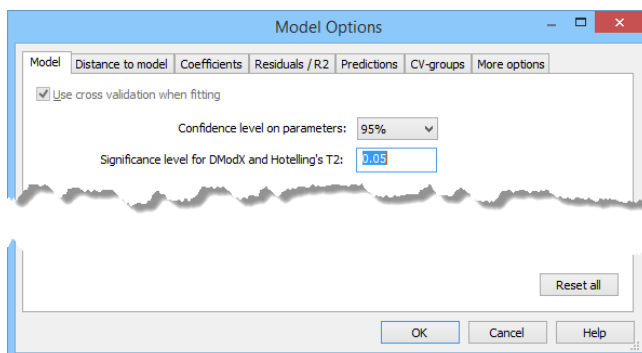 Model Options
Model Distance to model Coefficients Residuals / R2 Predictions CV-groups More options
Use cross validation when fitting
Confidence level on parameters: 95%
Significance level for DModX and Hotelling's T2: 0.05
Reset all
OK Cancel Help